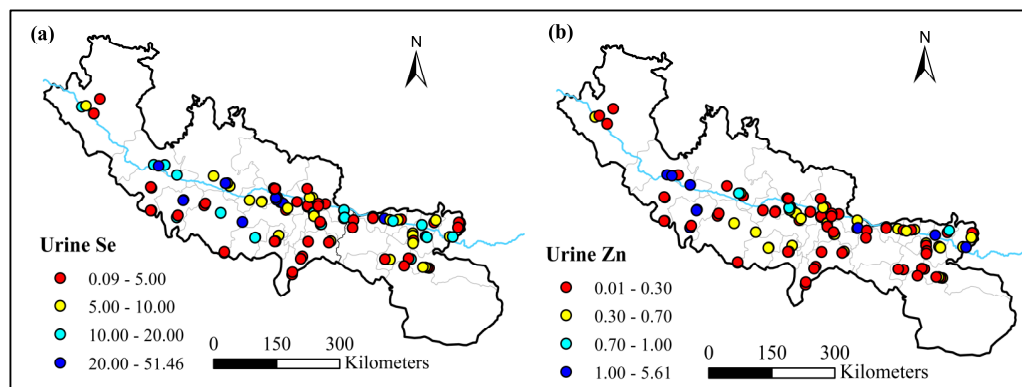 (a)
N
Urine Se
0.09 - 5.00
5.00 - 10.00
10.00 - 20.00
20.00 - 51.46
0 150 300
Kilometers
(b)
N
Urine Zn
0.01 - 0.30
0.30 - 0.70
0.70 - 1.00
1.00 - 5.61
0 150 300
Kilometers